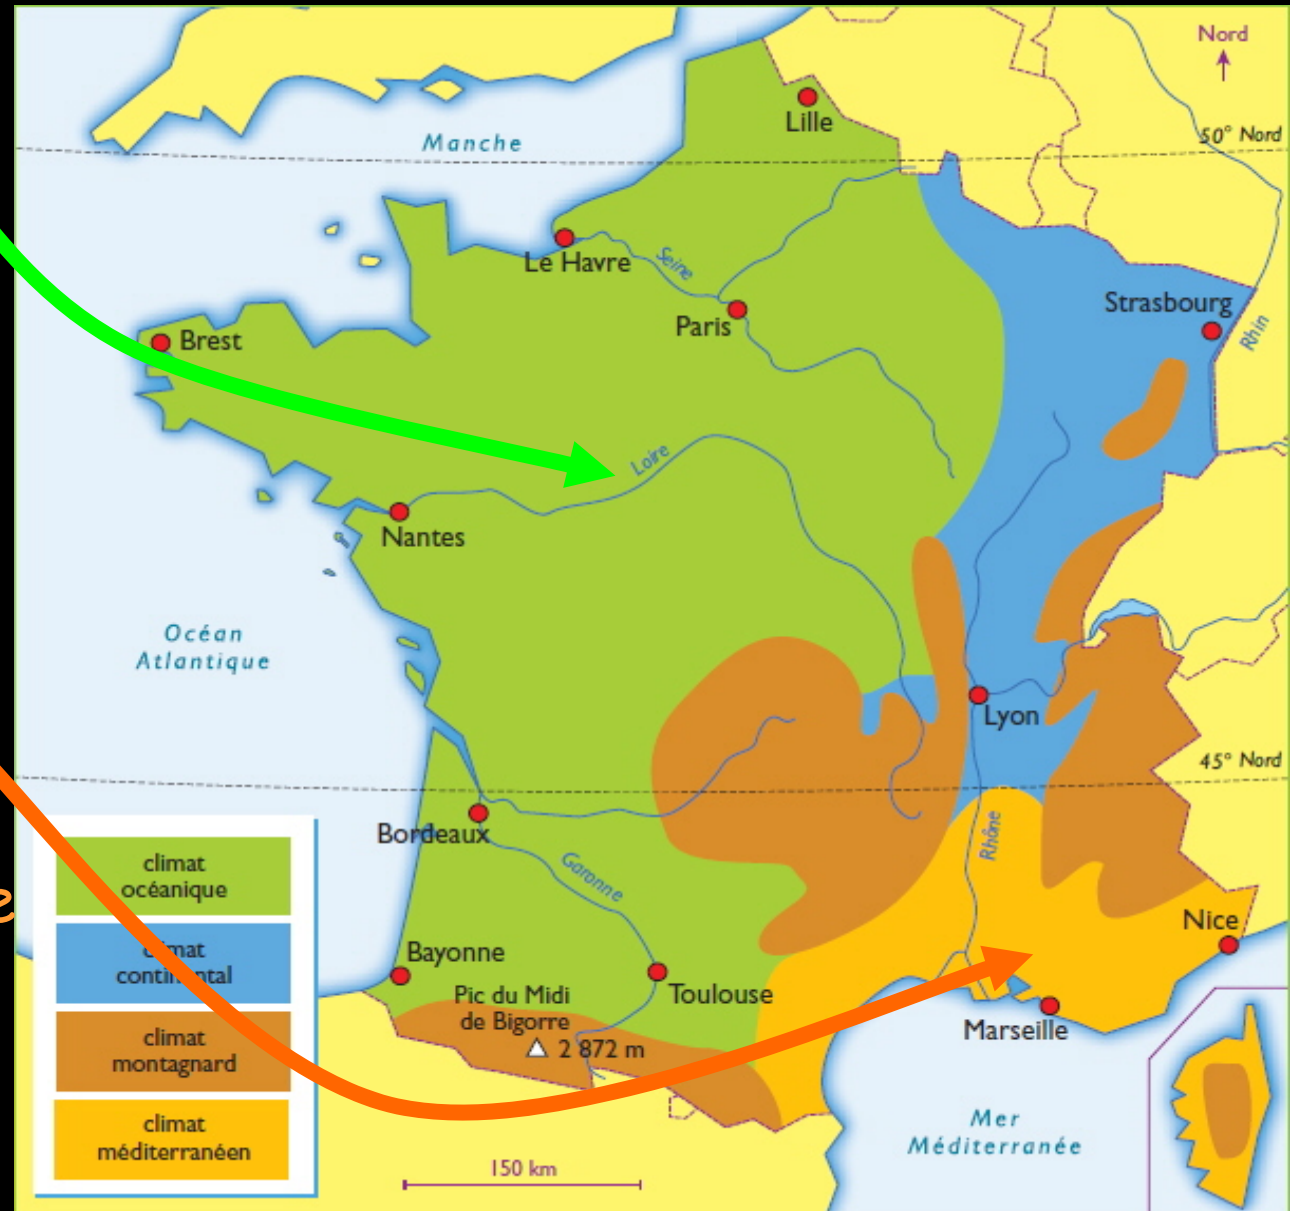 Nord
Lille
Manche
50° Nord
Le Havre
Seine
Strasbourg
Paris
Rhin
Brest
Loire
Nantes
Océan
Atlantique
Lyon
45° Nord
Bordeaux
Rhône
Garonne
climat
océanique
e
climat
continental
Nice
Bayonne
Toulouse
Pic du Midi
de Bigorre
2 872 m
Marseille
climat
montagnard
climat
méditerranéen
Mer
Méditerranée
150 km